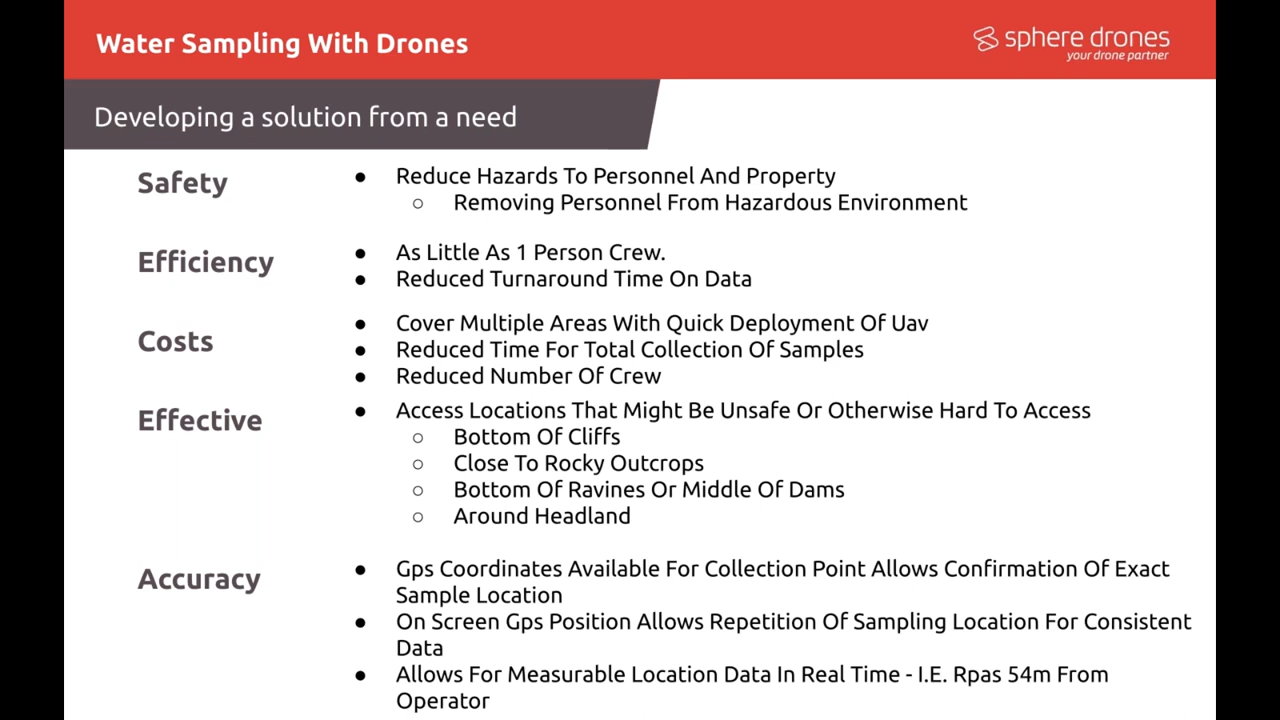 Water Sampling With Drones
sphere drones
your drone partner
Developing a solution from a need
Safety
● Reduce Hazards To Personnel And Property
○ Removing Personnel From Hazardous Environment
Efficiency
● As Little As 1 Person Crew.
● Reduced Turnaround Time On Data
Costs
● Cover Multiple Areas With Quick Deployment Of Uav
● Reduced Time For Total Collection Of Samples
● Reduced Number Of Crew
Effective
● Access Locations That Might Be Unsafe Or Otherwise Hard To Access
○ Bottom Of Cliffs
○ Close To Rocky Outcrops
○ Bottom Of Ravines Or Middle Of Dams
○ Around Headland
Accuracy
● Gps Coordinates Available For Collection Point Allows Confirmation Of Exact
Sample Location
● On Screen Gps Position Allows Repetition Of Sampling Location For Consistent
Data
● Allows For Measurable Location Data In Real Time - I.E. Rpas 54m From
Operator